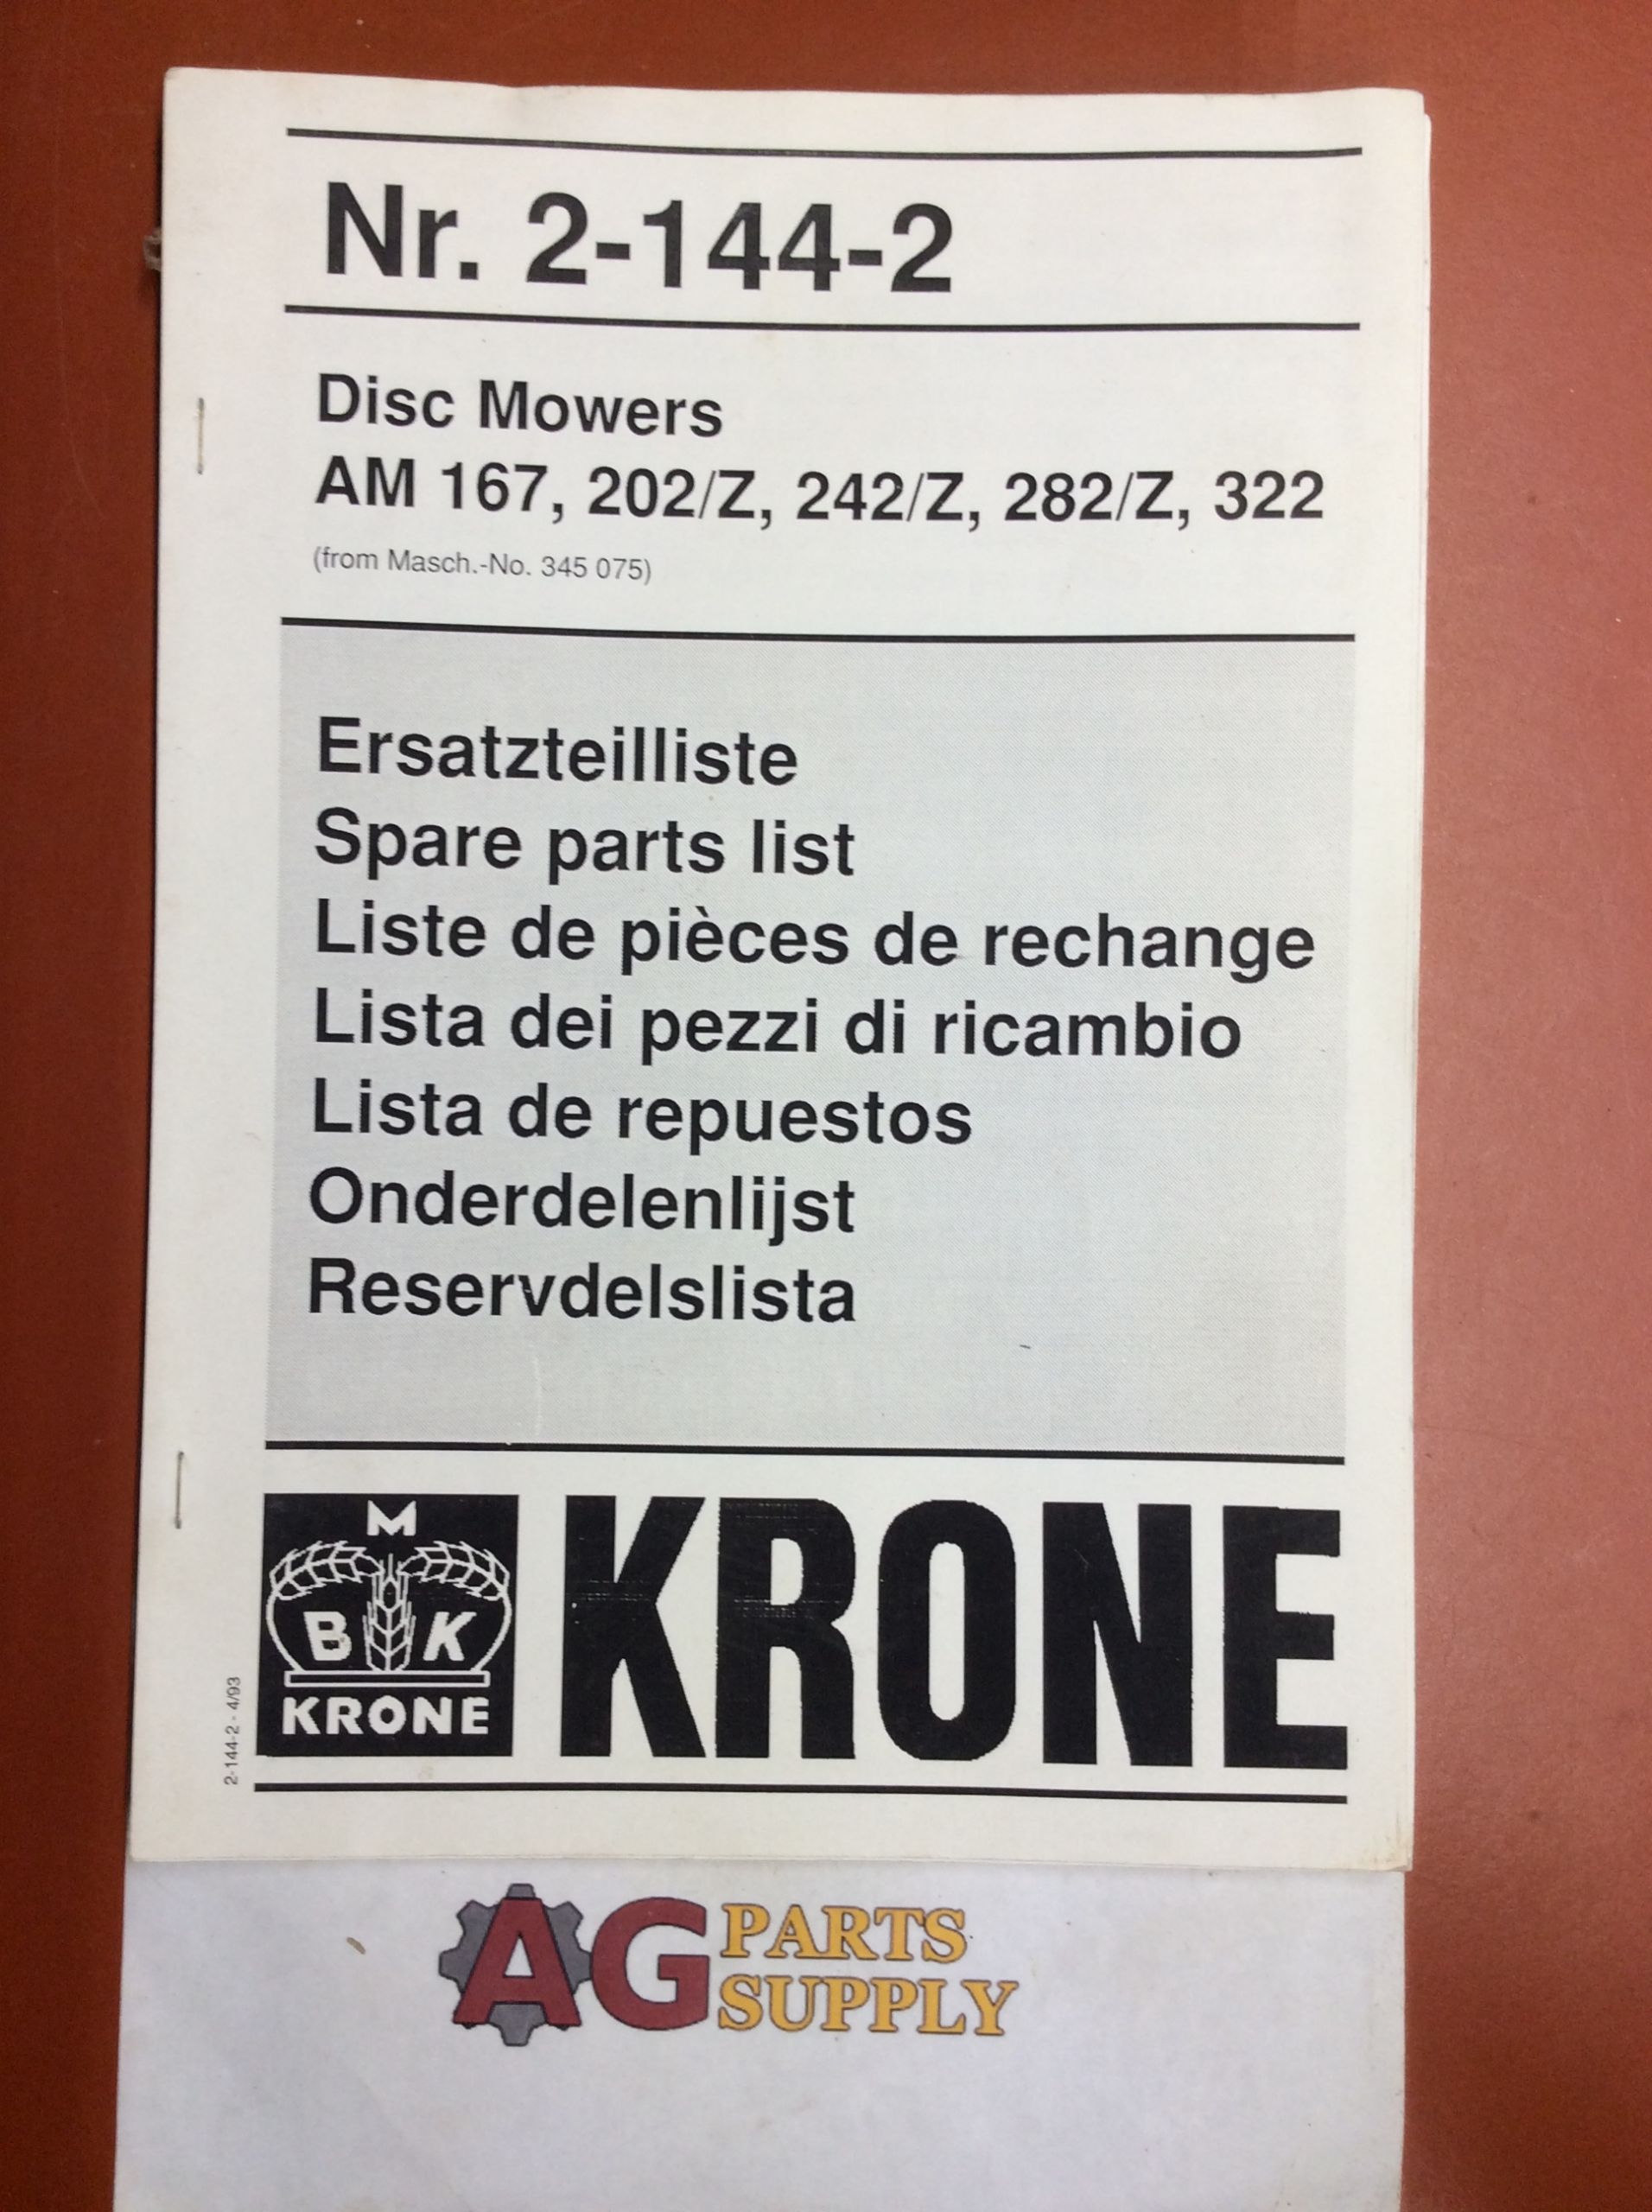 Nr. 2-144-2
Disc Mowers
AM 167, 202/Z, 242/Z, 282/Z, 322
(from Masch.-No. 345 075)
Ersatzteilliste
Spare parts list
Liste de pièces de rechange
Lista dei pezzi di ricambio
Lista de repuestos
Onderdelenlijst
Reservdelslista
M
B K
KRONE
KRONE
2-144-2 - 4/93
AG PARTS
SUPPLY